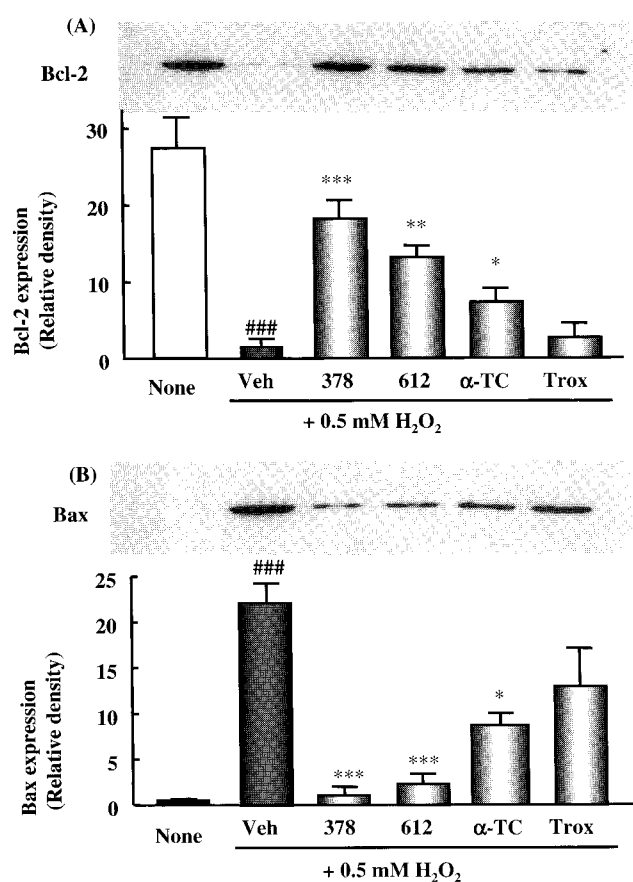 (A)
Bcl-2
30
20
10
0
Bcl-2 expression
(Relative density)
***
**
*
###
None Veh 378 612 α-TC Trox
+ 0.5 mM H₂O₂
(B)
Bax
25
20
15
10
5
0
Bax expression
(Relative density)
###
***
***
*
None Veh 378 612 α-TC Trox
+ 0.5 mM H₂O₂